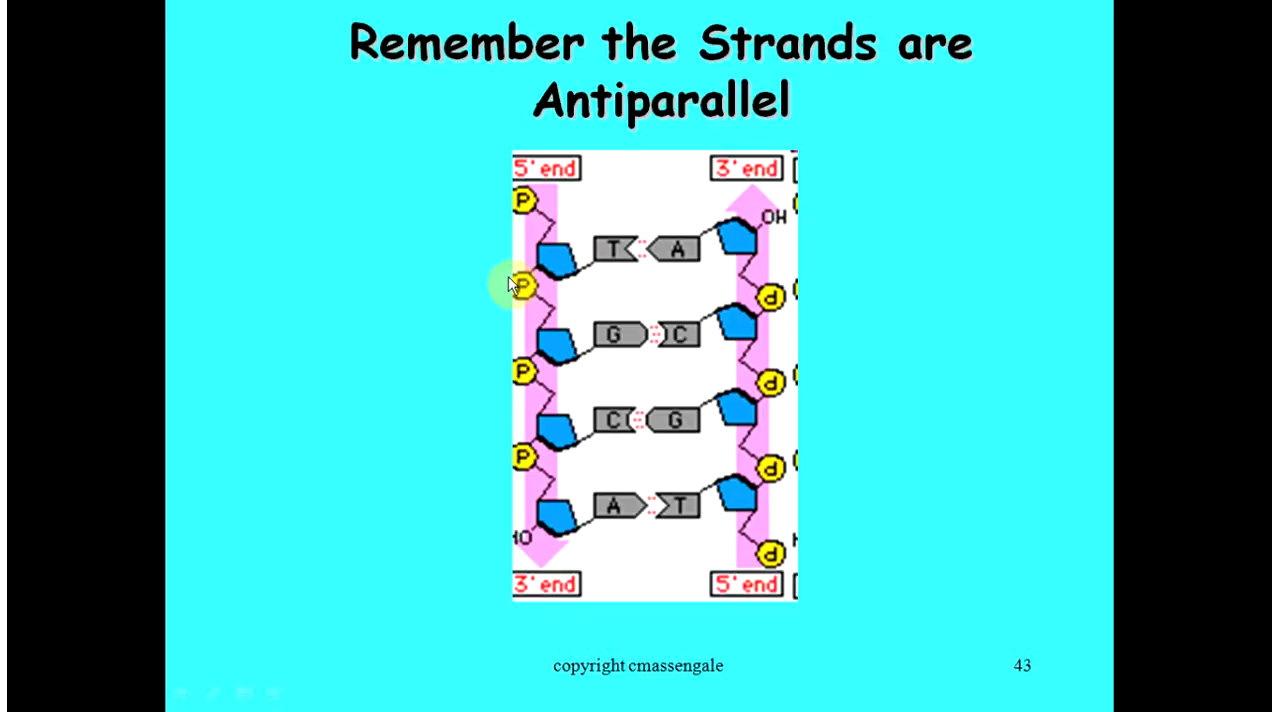 Remember the Strands are
Antiparallel
5'end 3'end
P
OH
T A
P
P
G C
P
P
C G
P
P
A T
HO
P
3'end 5'end
copyright cmassengale 43